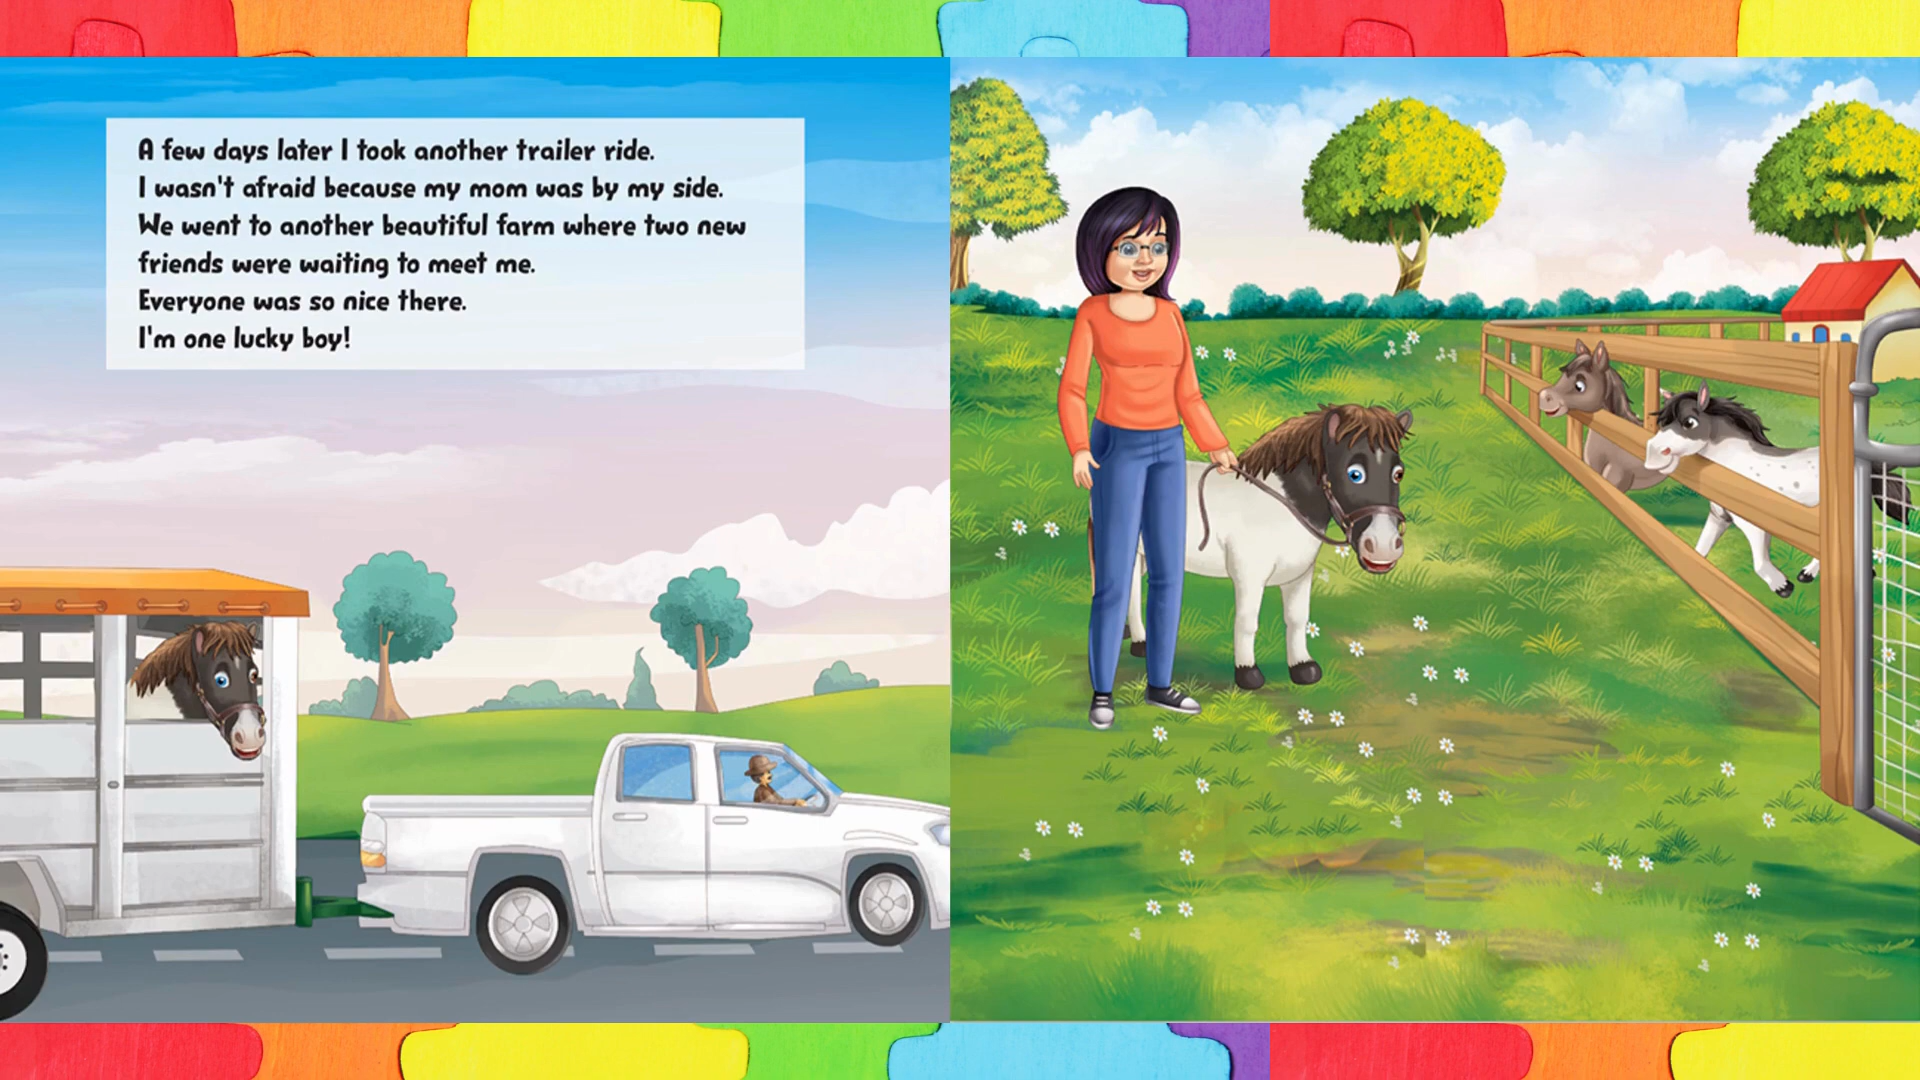 A few days later I took another trailer ride.
I wasn't afraid because my mom was by my side.
We went to another beautiful farm where two new
friends were waiting to meet me.
Everyone was so nice there.
I'm one lucky boy!